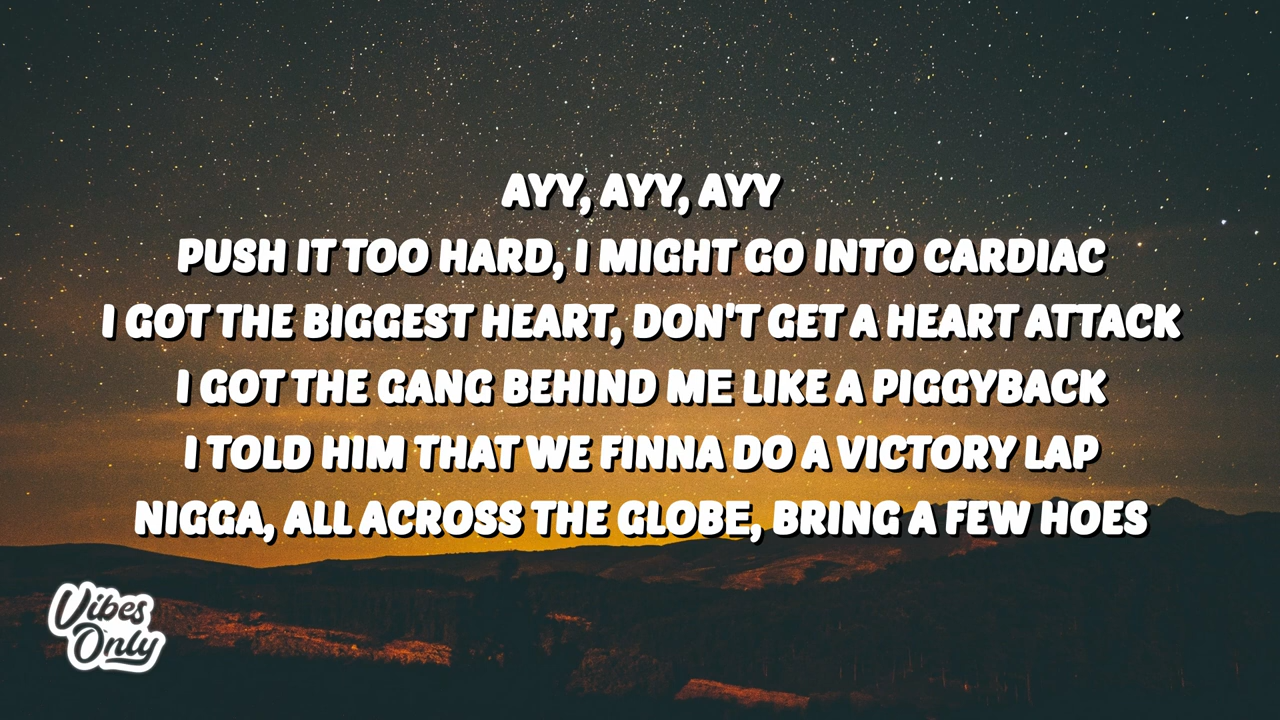 AYY, AYY, AYY
PUSH IT TOO HARD, I MIGHT GO INTO CARDIAC
I GOT THE BIGGEST HEART, DON'T GET A HEART ATTACK
I GOT THE GANG BEHIND ME LIKE A PIGGYBACK
I TOLD HIM THAT WE FINNA DO A VICTORY LAP
NIGGA, ALL ACROSS THE GLOBE, BRING A FEW HOES
Vibes
Only